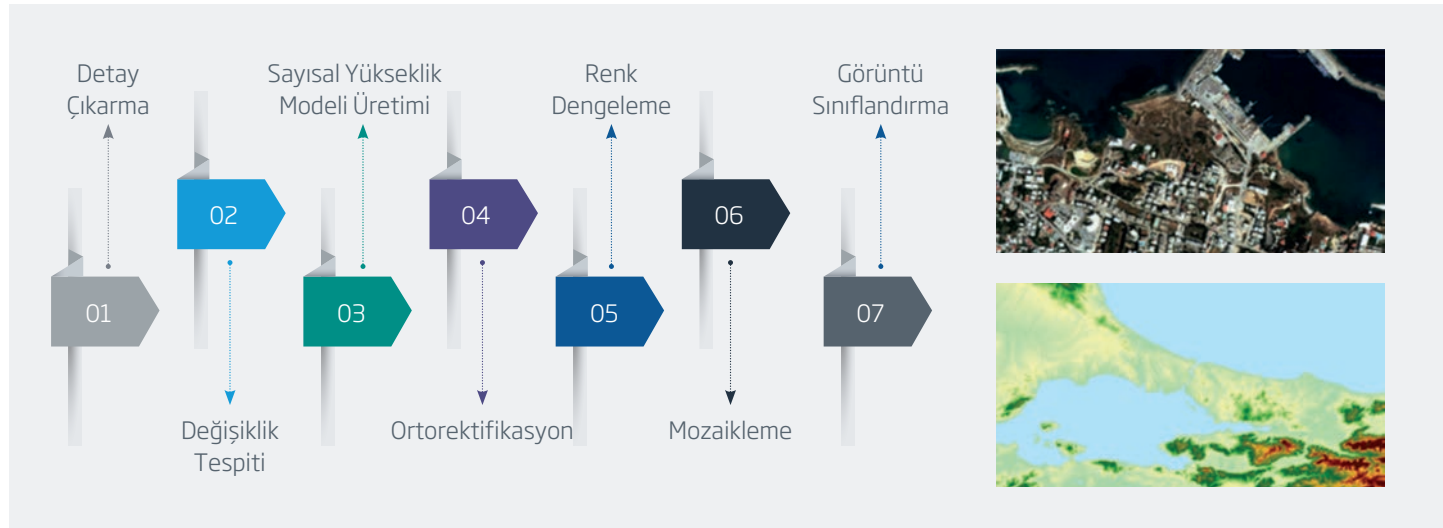 Detay
Çıkarma
01
02
Değişiklik
Tespiti
Sayısal Yükseklik
Modeli Üretimi
03
04
Ortorektifikasyon
Renk
Dengeleme
05
06
Mozaikleme
Görüntü
Sınıflandırma
07